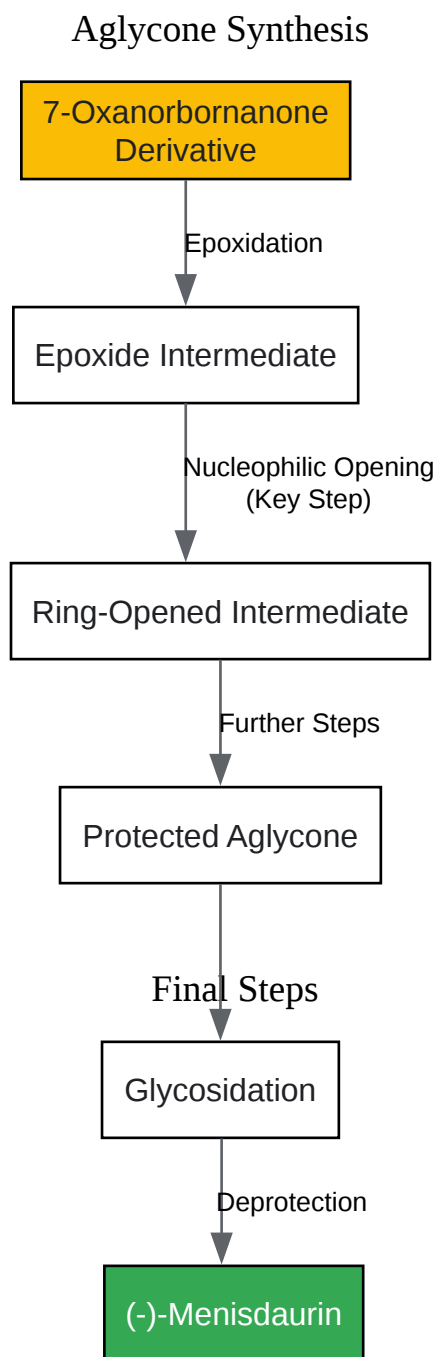 Aglycone Synthesis
7-Oxanorbornanone
Derivative
Epoxidation
Epoxide Intermediate
Nucleophilic Opening
(Key Step)
Ring-Opened Intermediate
Further Steps
Protected Aglycone
Final Steps
Glycosidation
Deprotection
(-)-Menisdaurin